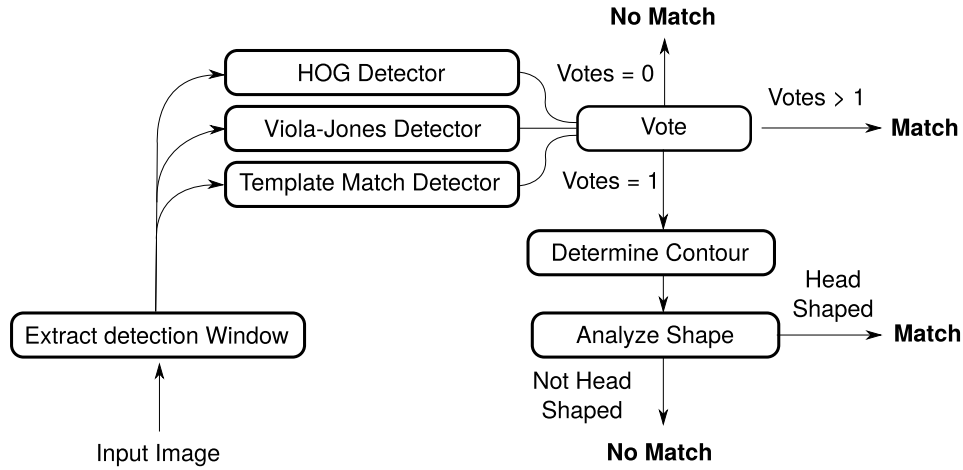 No Match
HOG Detector
Votes = 0
Votes > 1
Viola-Jones Detector
Vote
Match
Template Match Detector
Votes = 1
Determine Contour
Head
Shaped
Extract detection Window
Analyze Shape
Match
Not Head
Shaped
Input Image
No Match